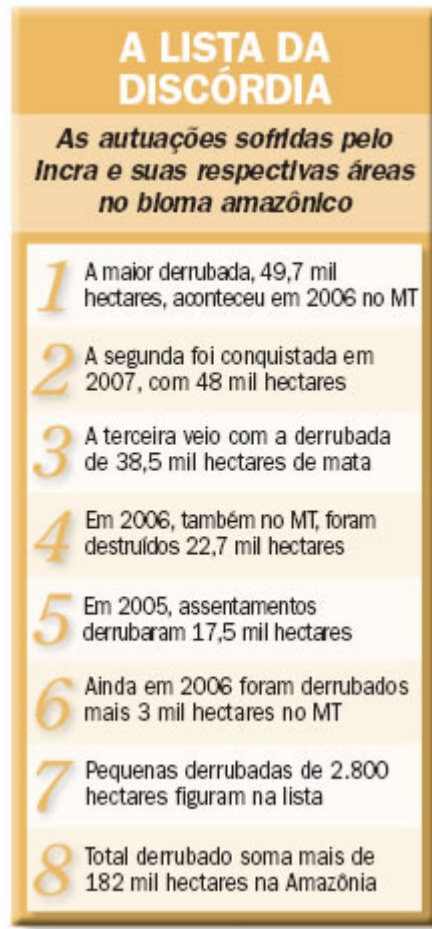 A LISTA DA
DISCÓRDIA
As autuações sofridas pelo
Incra e suas respectivas áreas
no bioma amazônico
1 A maior derrubada, 49,7 mil
hectares, aconteceu em 2006 no MT
2 A segunda foi conquistada em
2007, com 48 mil hectares
3 A terceira veio com a derrubada
de 38,5 mil hectares de mata
4 Em 2006, também no MT, foram
destruídos 22,7 mil hectares
5 Em 2005, assentamentos
derrubaram 17,5 mil hectares
6 Ainda em 2006 foram derrubados
mais 3 mil hectares no MT
7 Pequenas derrubadas de 2.800
hectares figuram na lista
8 Total derrubado soma mais de
182 mil hectares na Amazônia